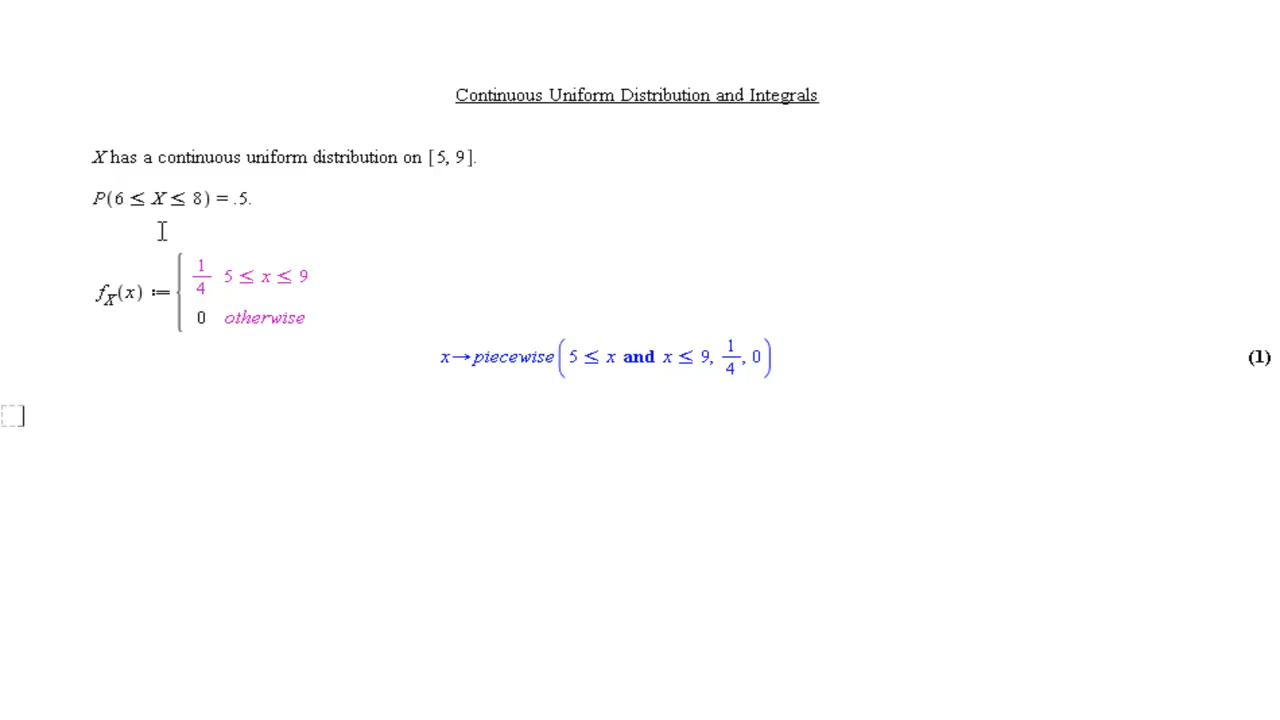 Continuous Uniform Distribution and Integrals
X has a continuous uniform distribution on [5, 9].
P(6 ≤ X ≤ 8) = .5.
f_X(x) := { 1/4 5 ≤ x ≤ 9
0 otherwise
x→piecewise(5 ≤ x and x ≤ 9, 1/4, 0) (1)